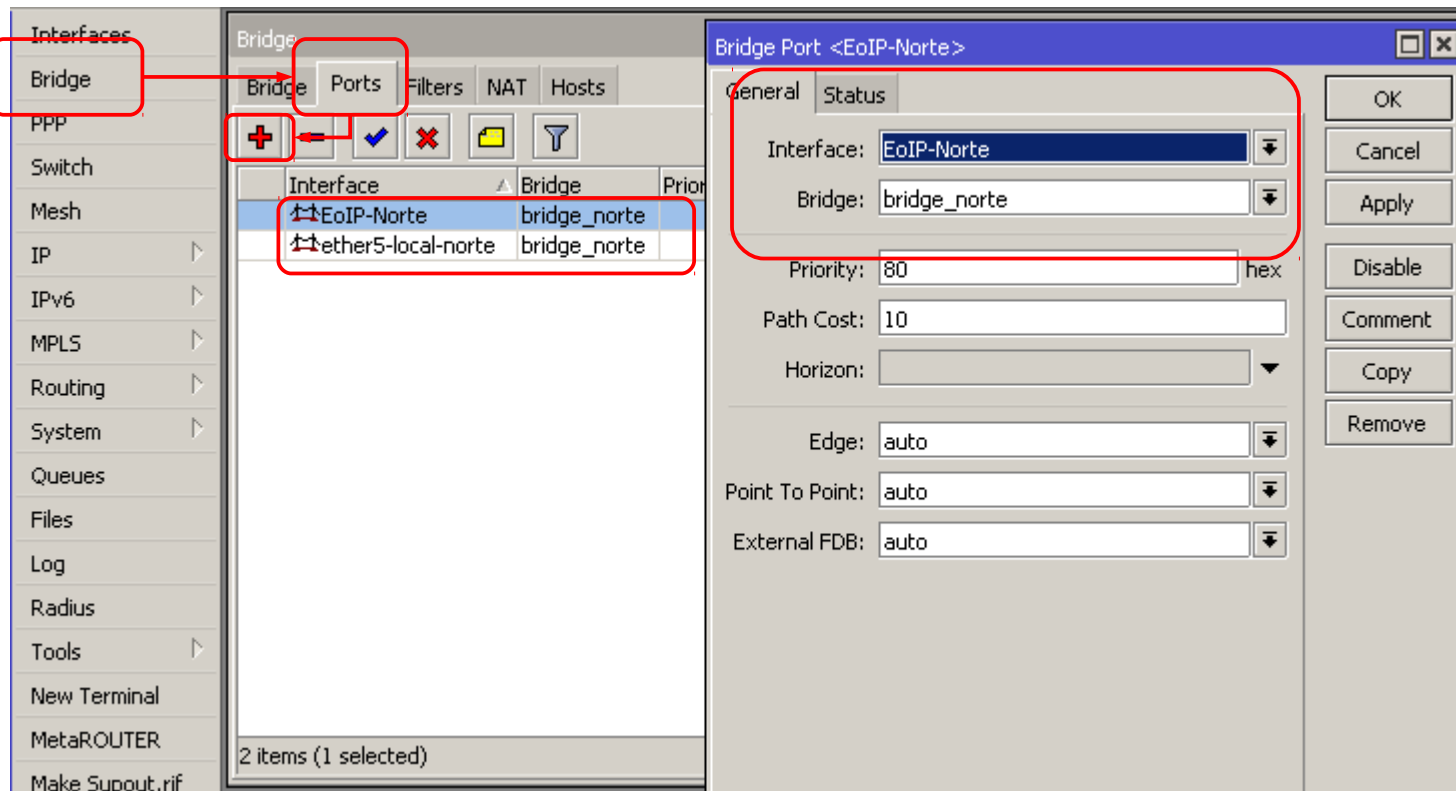 Interfaces
Bridge
PPP
Switch
Mesh
IP
IPv6
MPLS
Routing
System
Queues
Files
Log
Radius
Tools
New Terminal
MetaROUTER
Make Supout.rif
Bridge
Bridge Ports Filters NAT Hosts
Interface Bridge Prior
EoIP-Norte bridge_norte
ether5-local-norte bridge_norte
2 items (1 selected)
Bridge Port <EoIP-Norte>
General Status
Interface: EoIP-Norte
Bridge: bridge_norte
Priority: 80 hex
Path Cost: 10
Horizon:
Edge: auto
Point To Point: auto
External FDB: auto
OK
Cancel
Apply
Disable
Comment
Copy
Remove